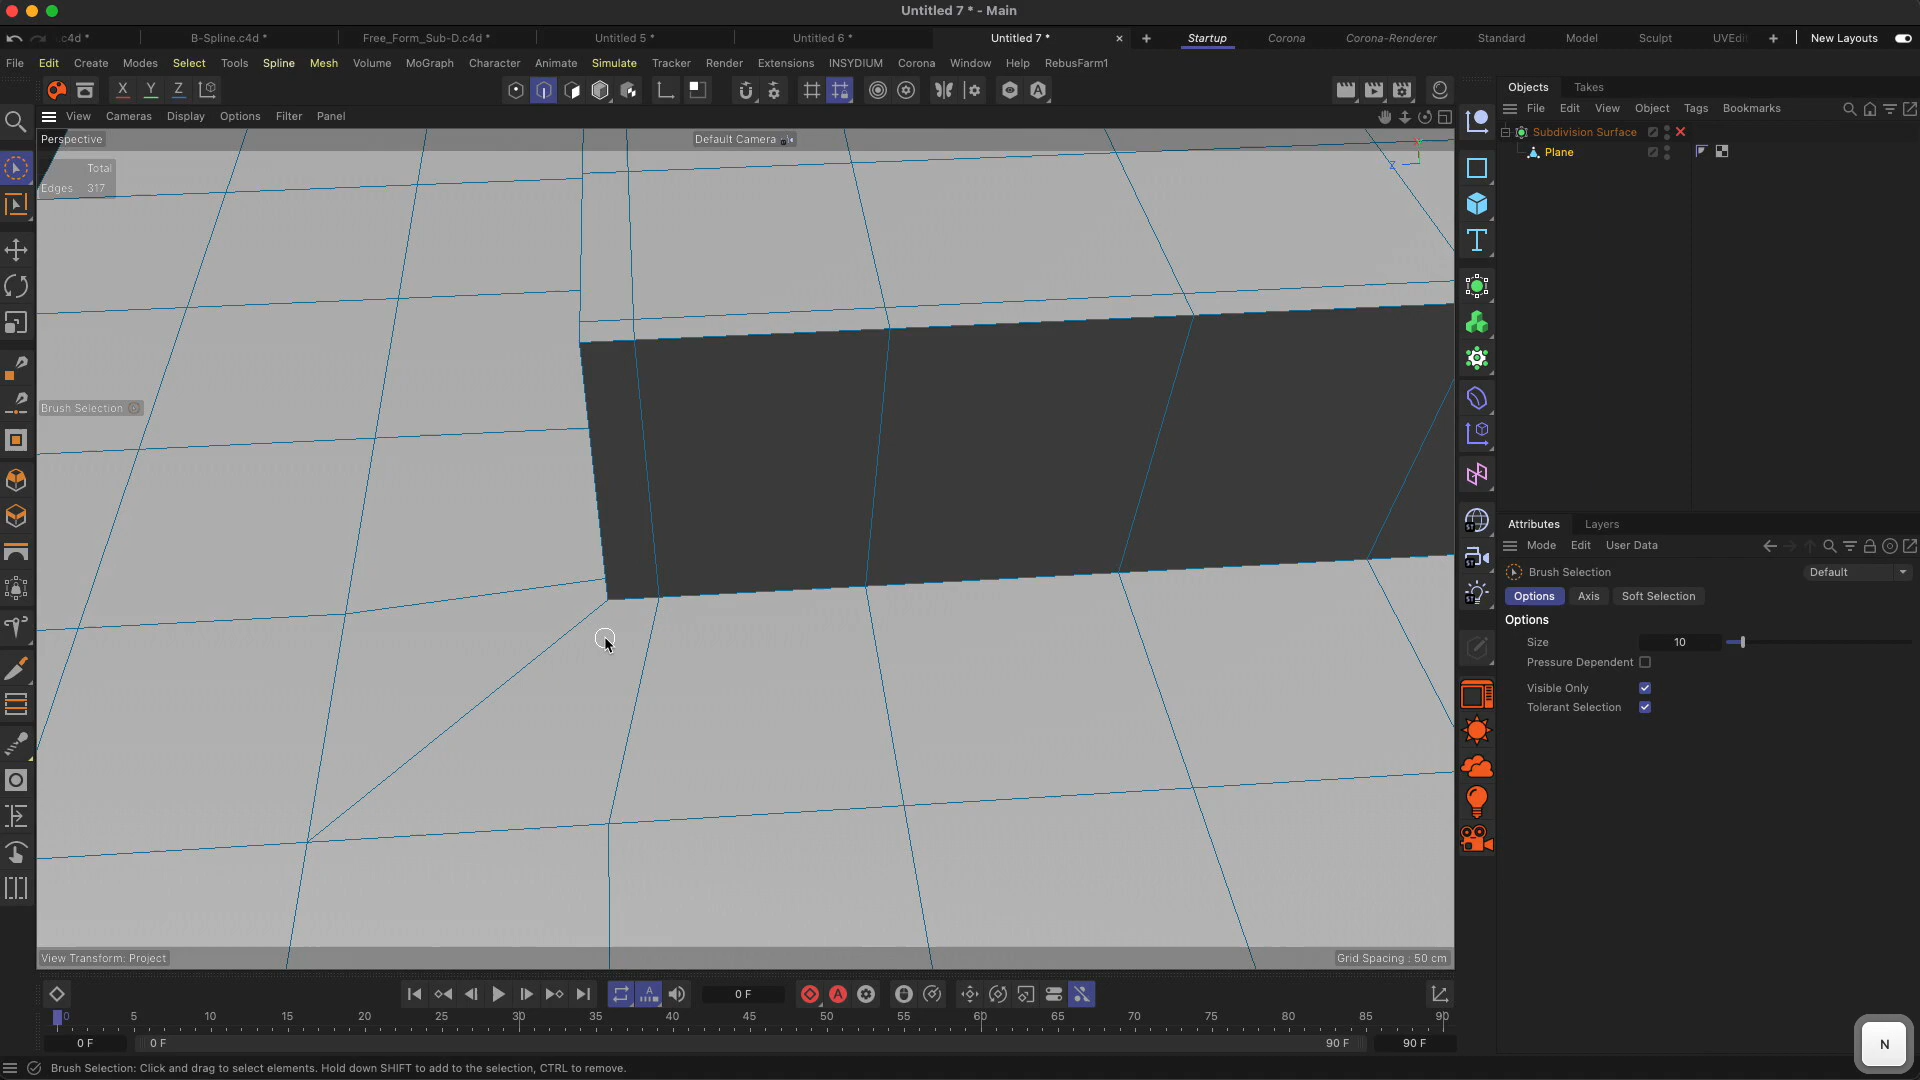 Untitled 7 * - Main
.c4d *
B-Spline.c4d *
Free_Form_Sub-D.c4d *
Untitled 5 *
Untitled 6 *
Untitled 7 *
Startup
Corona
Corona-Renderer
Standard
Model
Sculpt
UVEdi
New Layouts
File Edit Create Modes Select Tools Spline Mesh Volume MoGraph Character Animate Simulate Tracker Render Extensions INSYDIUM Corona Window Help RebusFarm1
X Y Z
View Cameras Display Options Filter Panel
Perspective
Default Camera
Total
Edges 317
Z
Brush Selection
View Transform: Project
Grid Spacing : 50 cm
Objects Takes
File Edit View Object Tags Bookmarks
Subdivision Surface
Plane
Attributes Layers
Mode Edit User Data
Brush Selection
Default
Options Axis Soft Selection
Options
Size 10
Pressure Dependent
Visible Only
Tolerant Selection
0 F
0 5 10 15 20 25 30 35 40 45 50 55 60 65 70 75 80 85 90
0 F
0 F
90 F
90 F
N
Brush Selection: Click and drag to select elements. Hold down SHIFT to add to the selection, CTRL to remove.